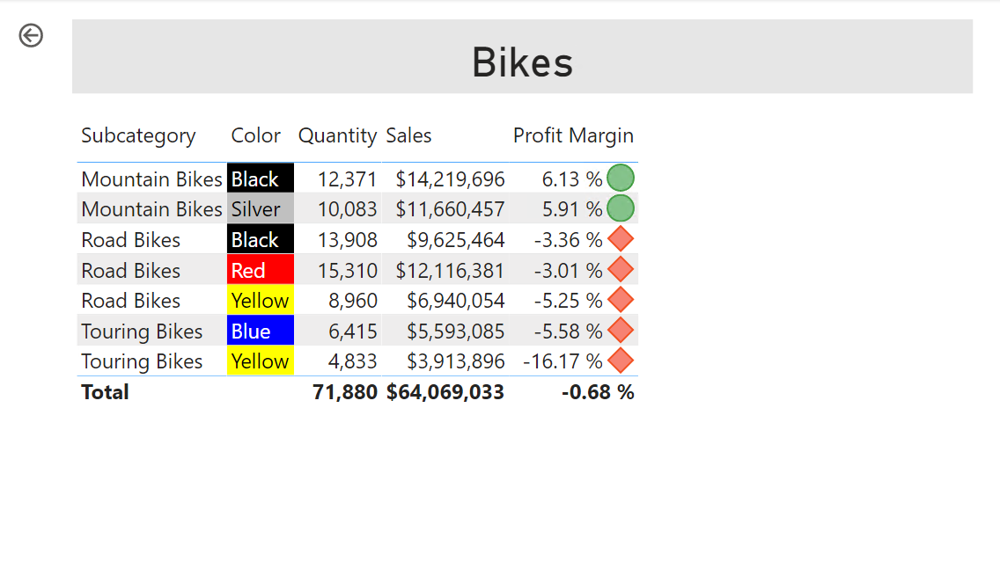 Bikes
Subcategory Color Quantity Sales Profit Margin
Mountain Bikes Black 12,371 $14,219,696 6.13 %
Mountain Bikes Silver 10,083 $11,660,457 5.91 %
Road Bikes Black 13,908 $9,625,464 -3.36 %
Road Bikes Red 15,310 $12,116,381 -3.01 %
Road Bikes Yellow 8,960 $6,940,054 -5.25 %
Touring Bikes Blue 6,415 $5,593,085 -5.58 %
Touring Bikes Yellow 4,833 $3,913,896 -16.17 %
Total 71,880 $64,069,033 -0.68 %